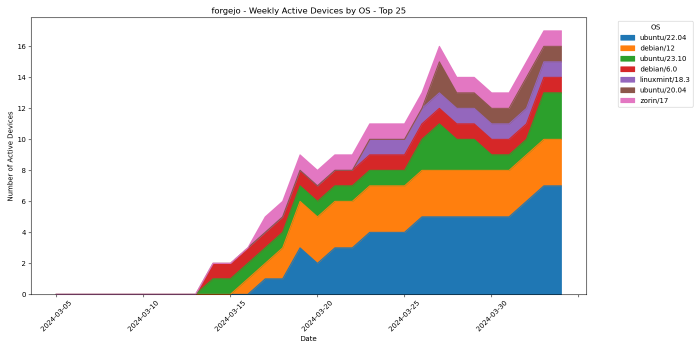 forgejo - Weekly Active Devices by OS - Top 25
OS
ubuntu/22.04
debian/12
ubuntu/23.10
debian/6.0
linuxmint/18.3
ubuntu/20.04
zorin/17
Number of Active Devices
16
14
12
10
8
6
4
2
0
2024-03-05
2024-03-10
2024-03-15
2024-03-20
2024-03-25
2024-03-30
Date